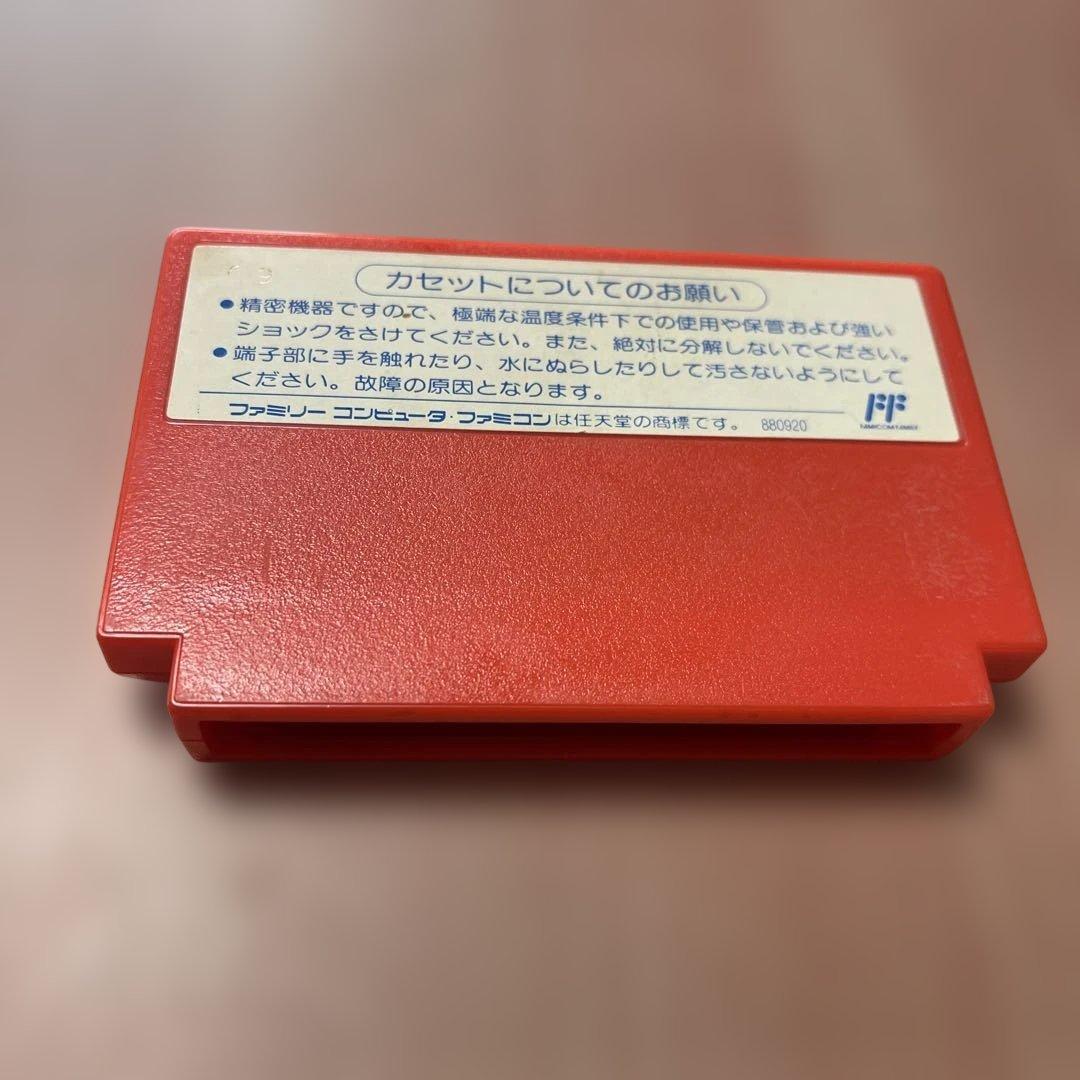 カセットについてのお願い
●精密機器ですので、極端な温度条件下での使用や保管および強い
ショックをさけてください。また、絶対に分解しないでください。
●端子部に手を触れたり、水にぬらしたりして汚さないようにして
ください。故障の原因となります。
ファミリー コンピュータ・ファミコンは任天堂の商標です。 880920
FF
FAMICOM FAMILY